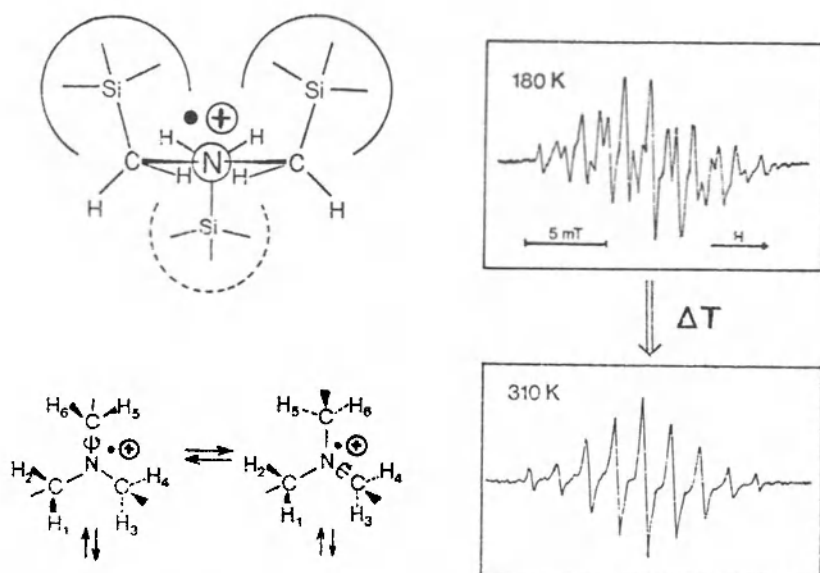 Si Si
• ⊕
H H
C N C
H H
H H
Si
180 K
5 mT H
ΔT
310 K
H₆ C H₅
N •⊕
H₂ C C H₄
H₁ H₃
H₅ C H₆
N •⊕
H₂ C C H₄
H₁ H₃